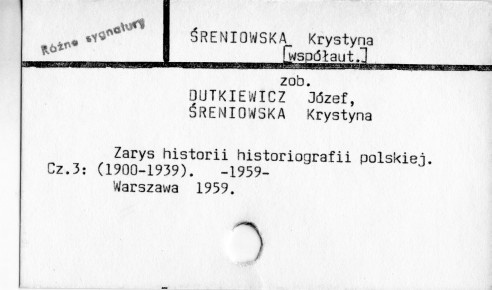 Różne sygnatury
ŚRENIOWSKA Krystyna
[współaut.]
zob.
DUTKIEWICZ Józef,
ŚRENIOWSKA Krystyna
Zarys historii historiografii polskiej.
Cz.3: (1900-1939). -1959-
Warszawa 1959.